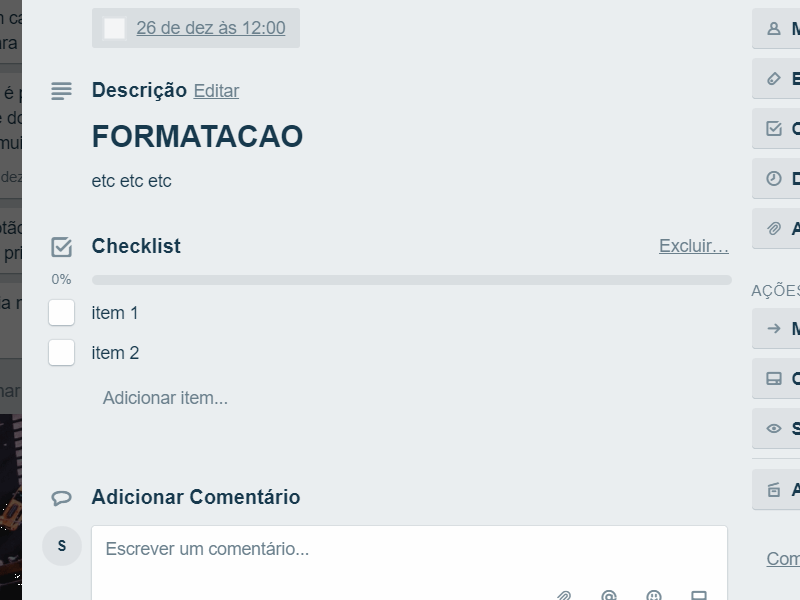 26 de dez às 12:00
Descrição Editar
FORMATACAO
etc etc etc
Checklist Excluir…
0%
item 1
item 2
Adicionar item...
Adicionar Comentário
S
Escrever um comentário...
AÇÕES